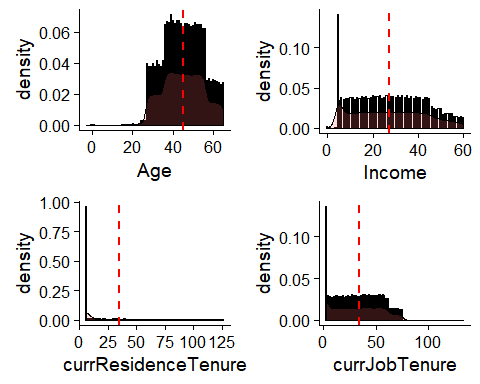 density
0.06
0.04
0.02
0.00
0 20 40 60
Age
density
0.10
0.05
0.00
0 20 40 60
Income
density
1.00
0.75
0.50
0.25
0.00
0 25 50 75 100 125
currResidenceTenure
density
0.10
0.05
0.00
0 50 100
currJobTenure